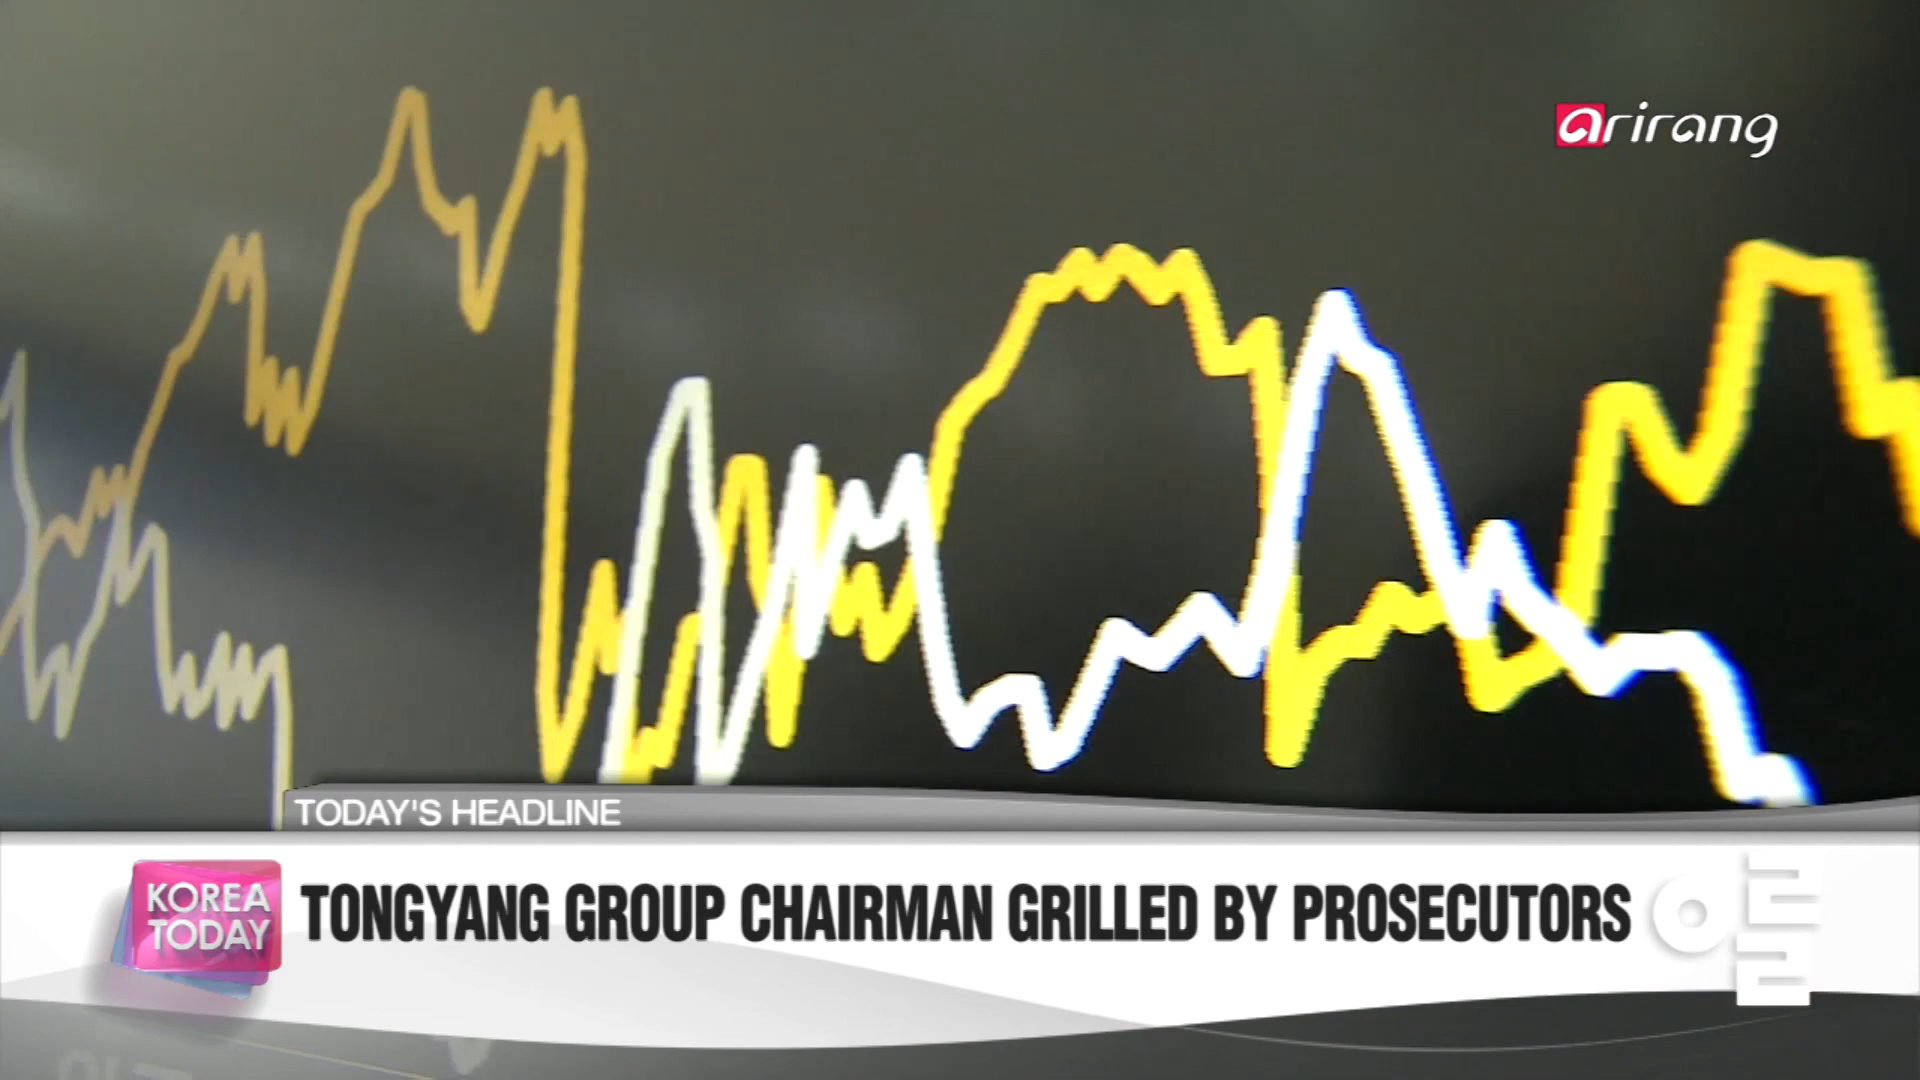 arirang
TODAY'S HEADLINE
KOREA
TODAY
TONGYANG GROUP CHAIRMAN GRILLED BY PROSECUTORS